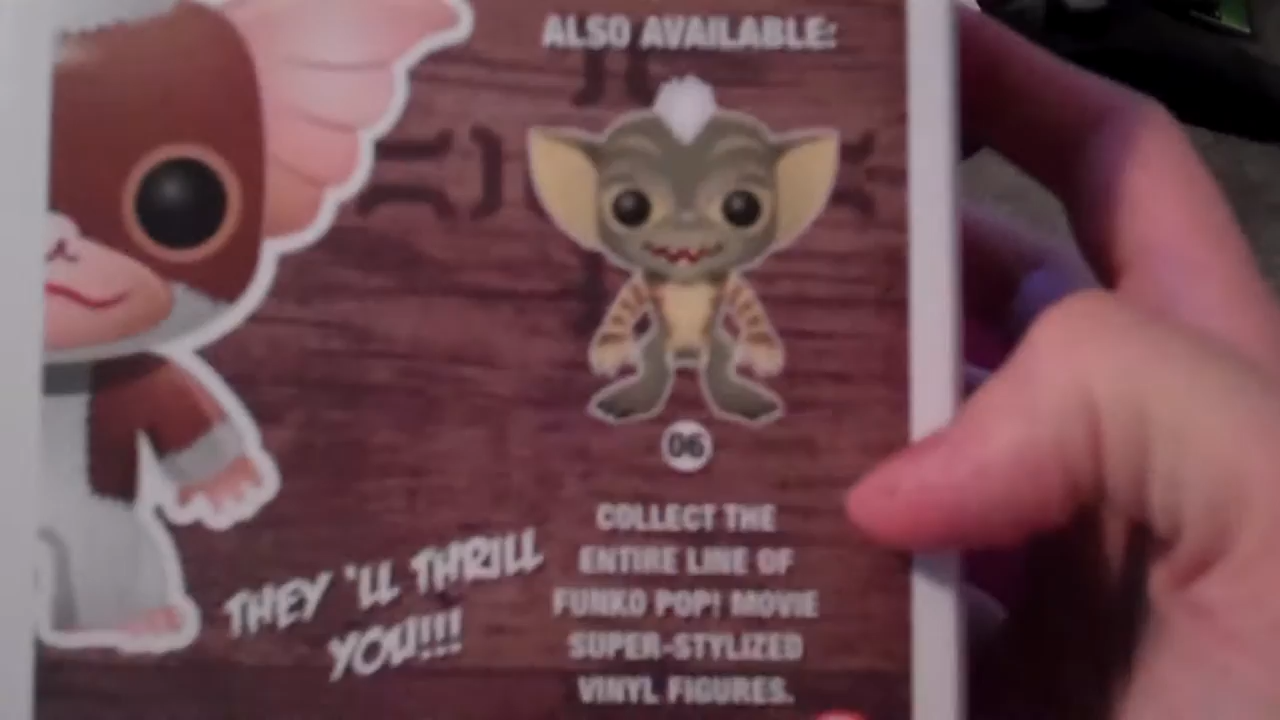 ALSO AVAILABLE:
06
COLLECT THE
ENTIRE LINE OF
FUNKO POP! MOVIE
SUPER-STYLIZED
VINYL FIGURES.
THEY 'LL THRILL
YOU!!!